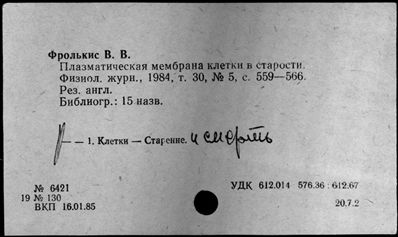 Фролькис В. В.
Плазматическая мембрана клетки в старости.
Физиол. журн., 1984, т. 30, № 5, с. 559—566.
Рез. англ.
Библиогр.: 15 назв.
— 1. Клетки — Старение. и смерть
№ 6421
УДК 612.014 576.36 612.67
19 № 130
ВКП 16.01.85
20.7.2